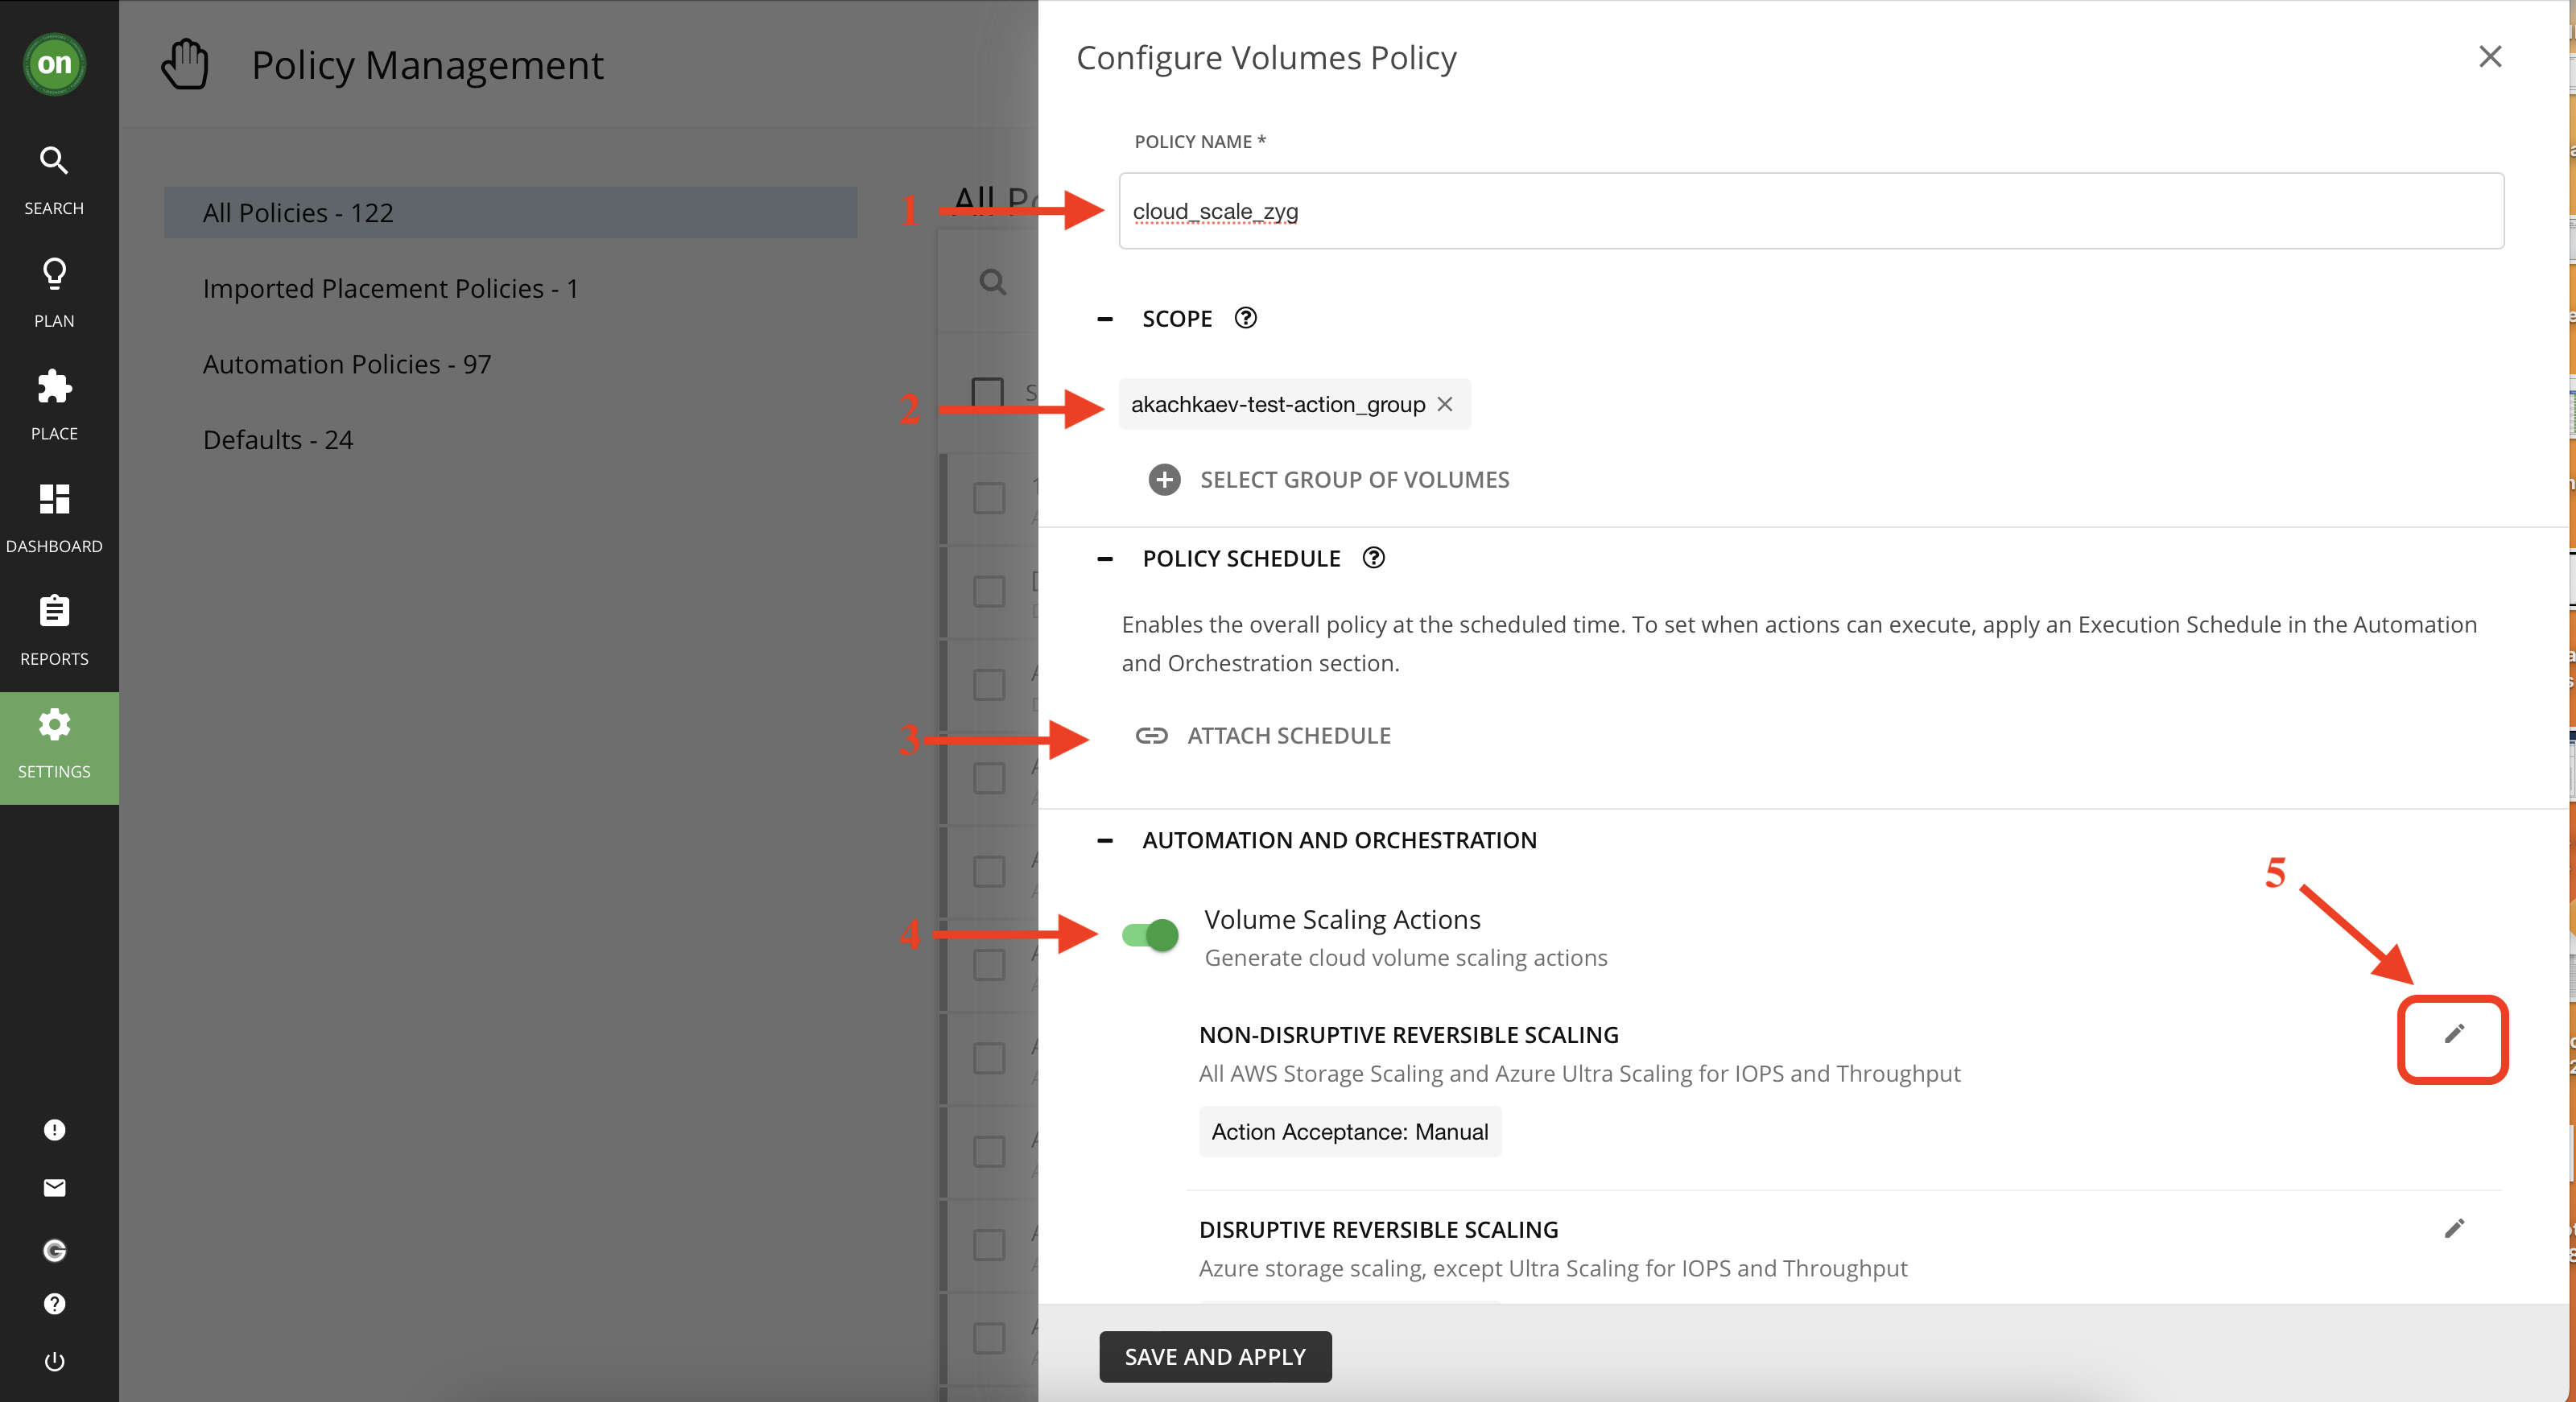 on
SEARCH
PLAN
PLACE
DASHBOARD
REPORTS
SETTINGS
Policy Management
All Policies - 122
Imported Placement Policies - 1
Automation Policies - 97
Defaults - 24
All Po
Configure Volumes Policy
POLICY NAME *
1
cloud_scale_zyg
SCOPE
2
akachkaev-test-action_group
SELECT GROUP OF VOLUMES
POLICY SCHEDULE
Enables the overall policy at the scheduled time. To set when actions can execute, apply an Execution Schedule in the Automation
and Orchestration section.
3
ATTACH SCHEDULE
AUTOMATION AND ORCHESTRATION
5
4
Volume Scaling Actions
Generate cloud volume scaling actions
NON-DISRUPTIVE REVERSIBLE SCALING
All AWS Storage Scaling and Azure Ultra Scaling for IOPS and Throughput
Action Acceptance: Manual
DISRUPTIVE REVERSIBLE SCALING
Azure storage scaling, except Ultra Scaling for IOPS and Throughput
SAVE AND APPLY